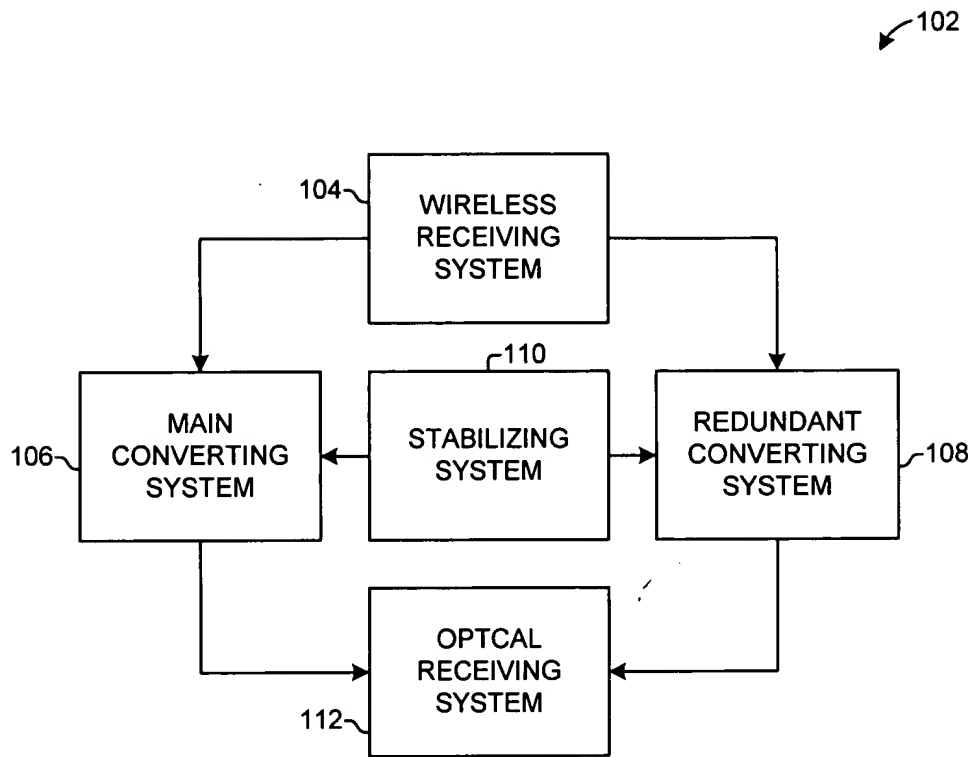 102
104
WIRELESS
RECEIVING
SYSTEM
110
106
MAIN
CONVERTING
SYSTEM
STABILIZING
SYSTEM
REDUNDANT
CONVERTING
SYSTEM
108
OPTCAL
RECEIVING
SYSTEM
112